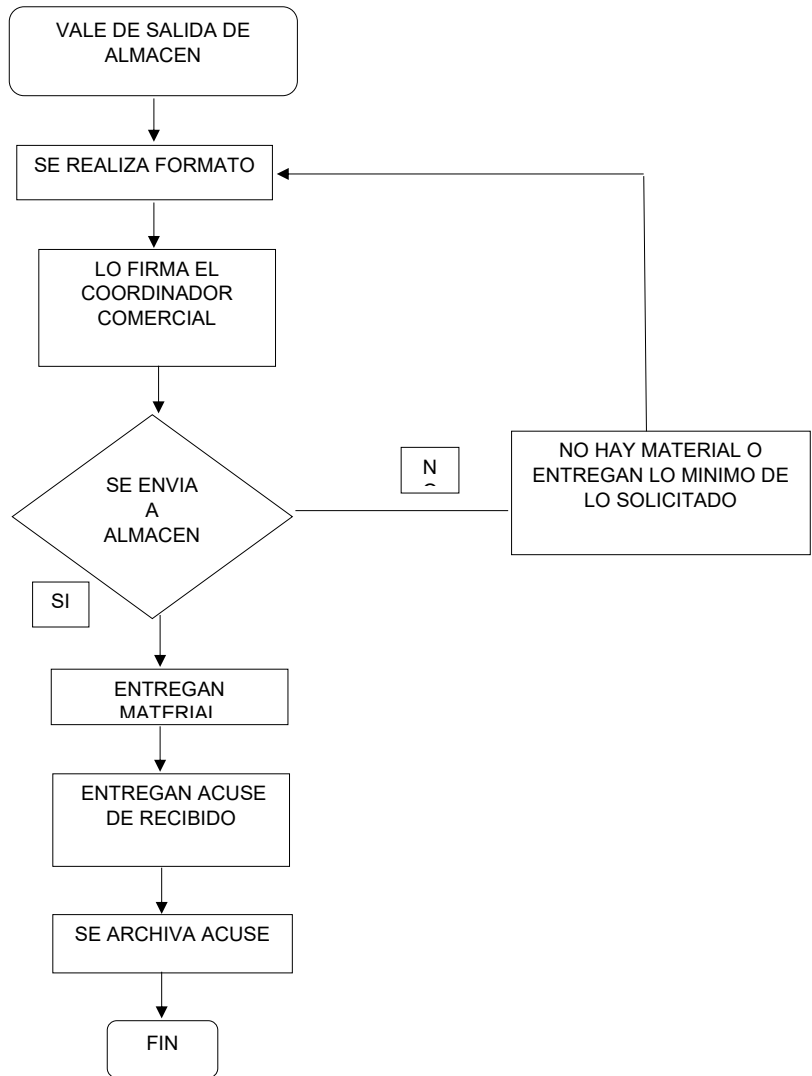 VALE DE SALIDA DE
ALMACEN
SE REALIZA FORMATO
LO FIRMA EL
COORDINADOR
COMERCIAL
SE ENVIA
A
ALMACEN
N
NO HAY MATERIAL O
ENTREGAN LO MINIMO DE
LO SOLICITADO
SI
ENTREGAN
MATERIAL
ENTREGAN ACUSE
DE RECIBIDO
SE ARCHIVA ACUSE
FIN